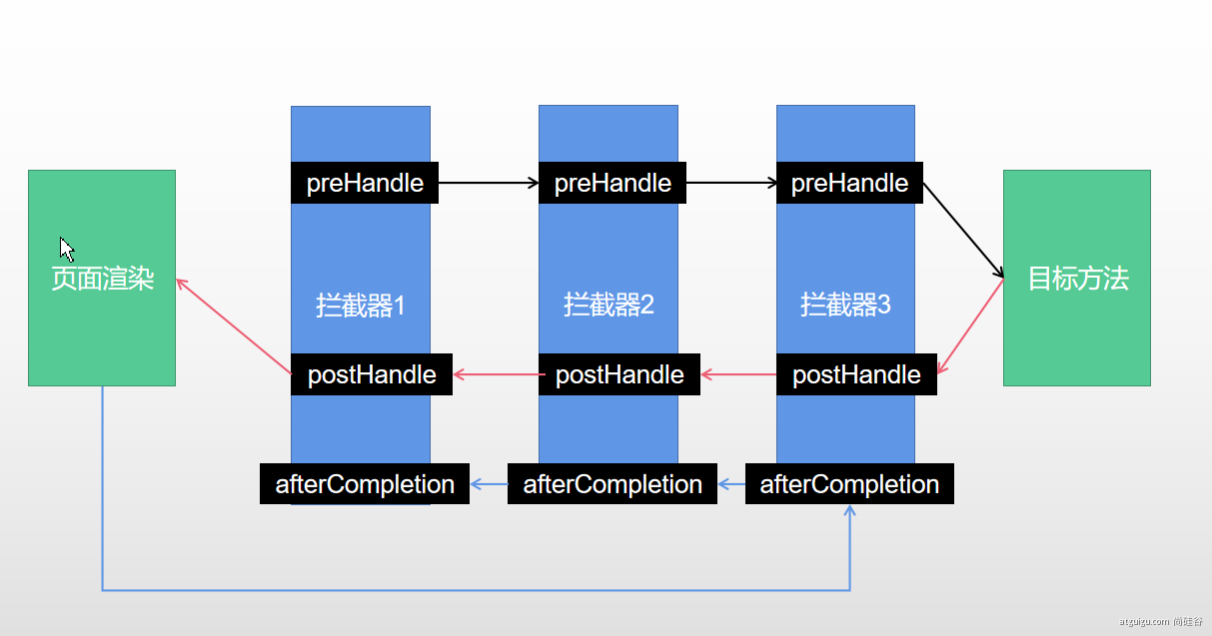 preHandle
preHandle
preHandle
页面渲染
拦截器1
拦截器2
拦截器3
目标方法
postHandle
postHandle
postHandle
afterCompletion
afterCompletion
afterCompletion
atguigu.com 尚硅谷